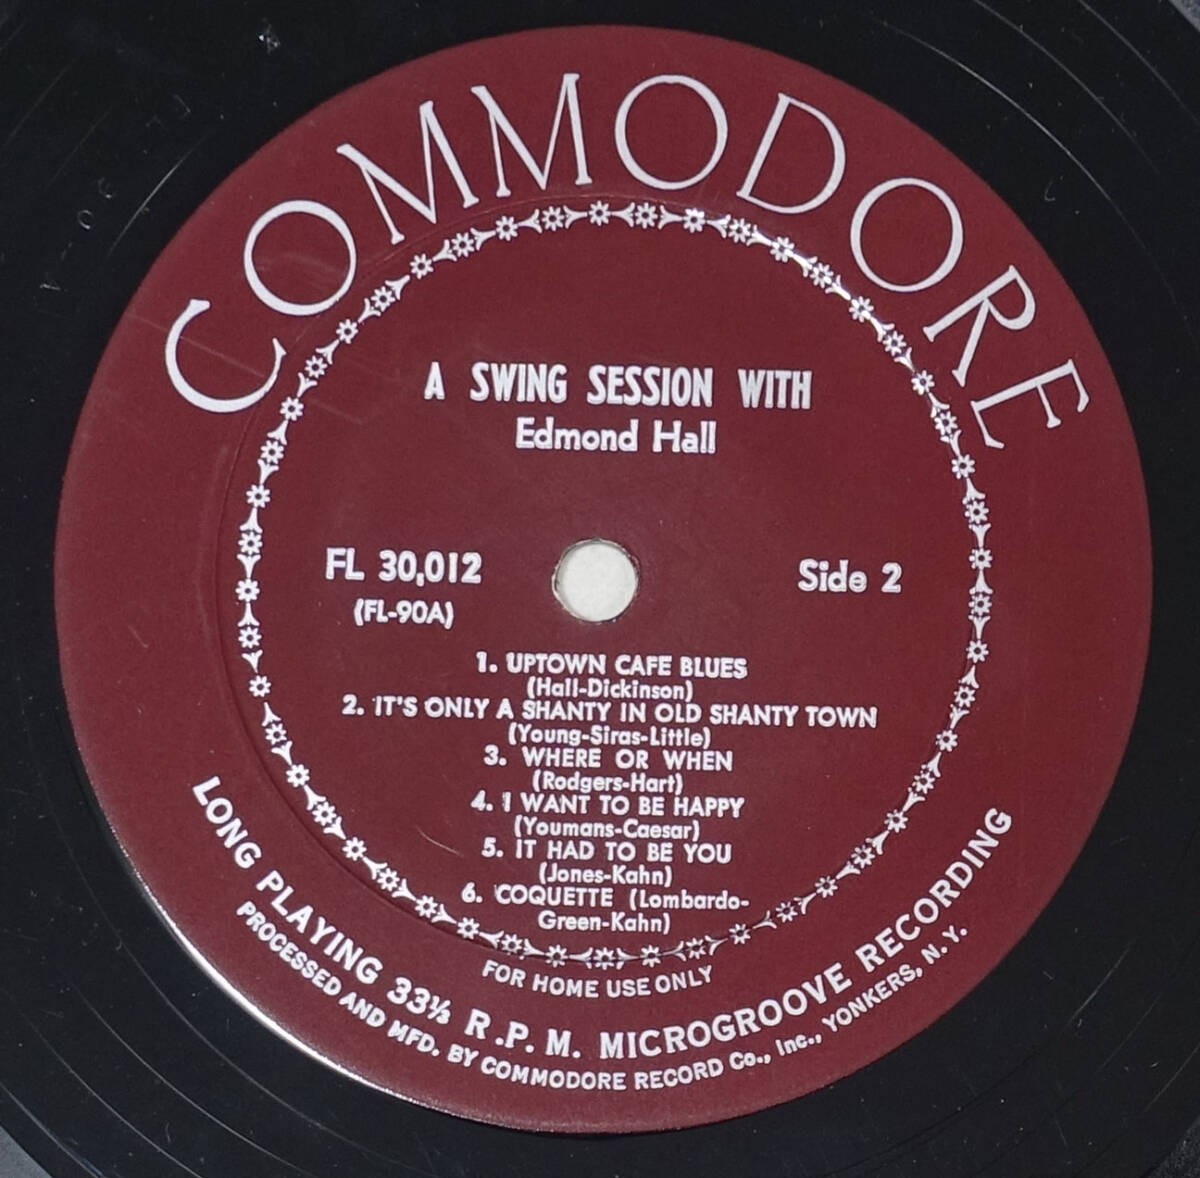 COMMODORE
A SWING SESSION WITH
Edmond Hall
FL 30,012
(FL-90A)
Side 2
1. UPTOWN CAFE BLUES
(Hall-Dickinson)
2. IT'S ONLY A SHANTY IN OLD SHANTY TOWN
(Young-Siras-Little)
3. WHERE OR WHEN
(Rodgers-Hart)
4. I WANT TO BE HAPPY
(Youmans-Caesar)
5. IT HAD TO BE YOU
(Jones-Kahn)
6. COQUETTE (Lombardo-
Green-Kahn)
FOR HOME USE ONLY
LONG PLAYING 33⅓ R.P.M. MICROGROOVE RECORDING
PROCESSED AND MFD. BY COMMODORE RECORD Co., Inc., YONKERS, N.Y.